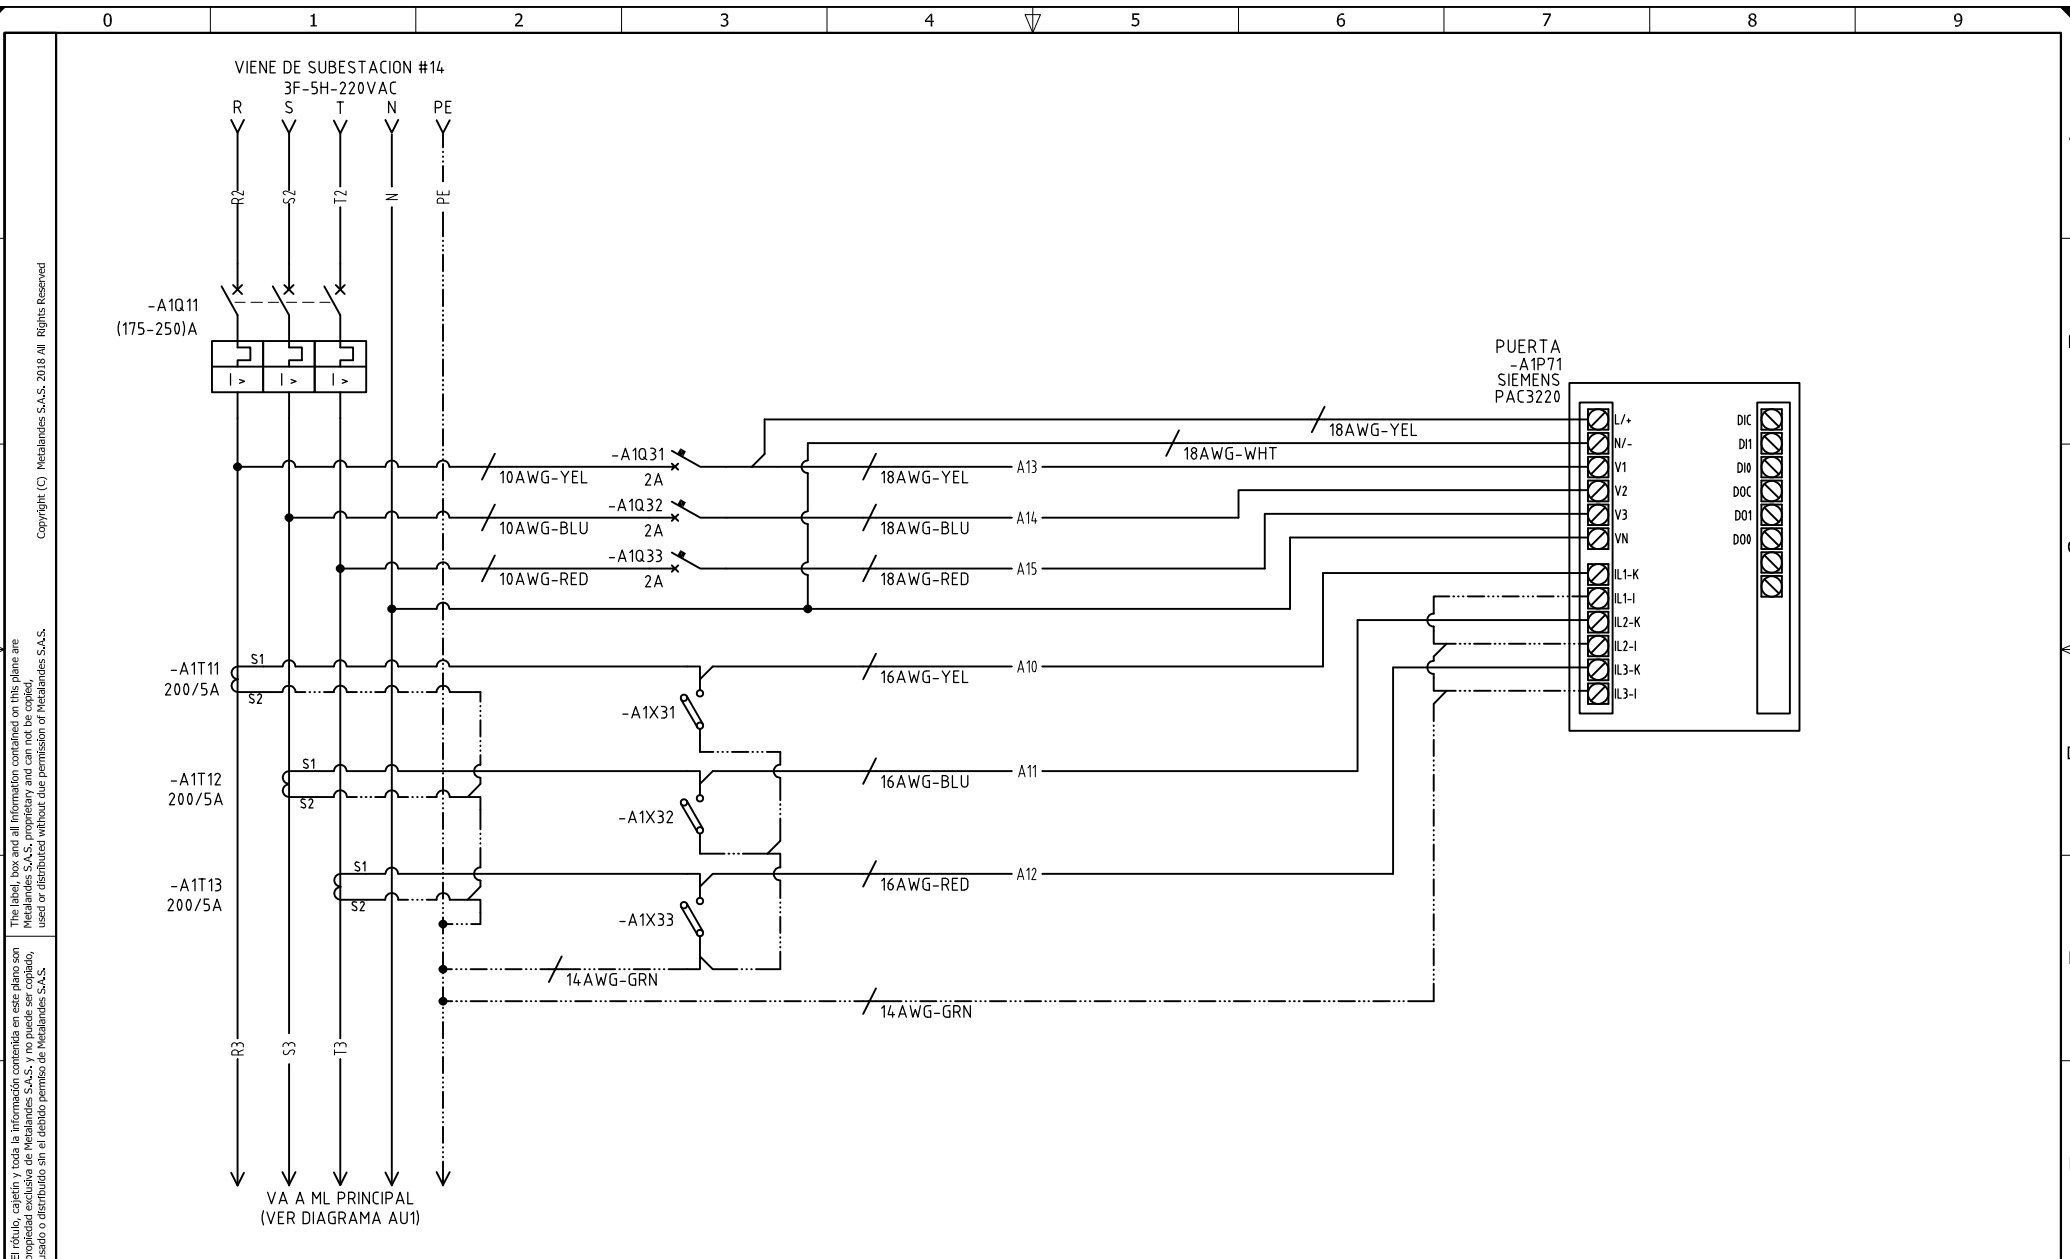 0 1 2 3 4 5 6 7 8 9
VIENE DE SUBESTACION #14
3F-5H-220VAC
R S T N PE
R2 S2 T2 N PE
-A1Q11
(175-250)A
I > I > I >
PUERTA
-A1P71
SIEMENS
PAC3220
L/+ DIC
18AWG-YEL
N/- DI1
18AWG-WHT
-A1Q31
A13
V1 DI0
10AWG-YEL 2A 18AWG-YEL
V2 DOC
-A1Q32
A14
V3 DO1
10AWG-BLU 2A 18AWG-BLU
VN DO0
-A1Q33
A15
10AWG-RED 2A 18AWG-RED
IL1-K
IL1-I
IL2-K
IL2-I
IL3-K
IL3-I
-A1T11
200/5A
S1
S2
A10
16AWG-YEL
-A1X31
-A1T12
200/5A
S1
S2
A11
16AWG-BLU
-A1X32
-A1T13
200/5A
S1
S2
A12
16AWG-RED
-A1X33
14AWG-GRN
14AWG-GRN
R3 S3 T3
VA A ML PRINCIPAL
(VER DIAGRAMA AU1)
Copyright (C) Metalandes S.A.S. 2018 All Rights Reserved
The label, box and all information contained on this plane are
Metalandes S.A.S. proprietary and can not be copied,
used or distributed without due permission of Metalandes S.A.S.
El rótulo, cajetín y toda la información contenida en este plano son
propiedad exclusiva de Metalandes S.A.S. y no puede ser copiado,
usado o distribuido sin el debido permiso de Metalandes S.A.S.